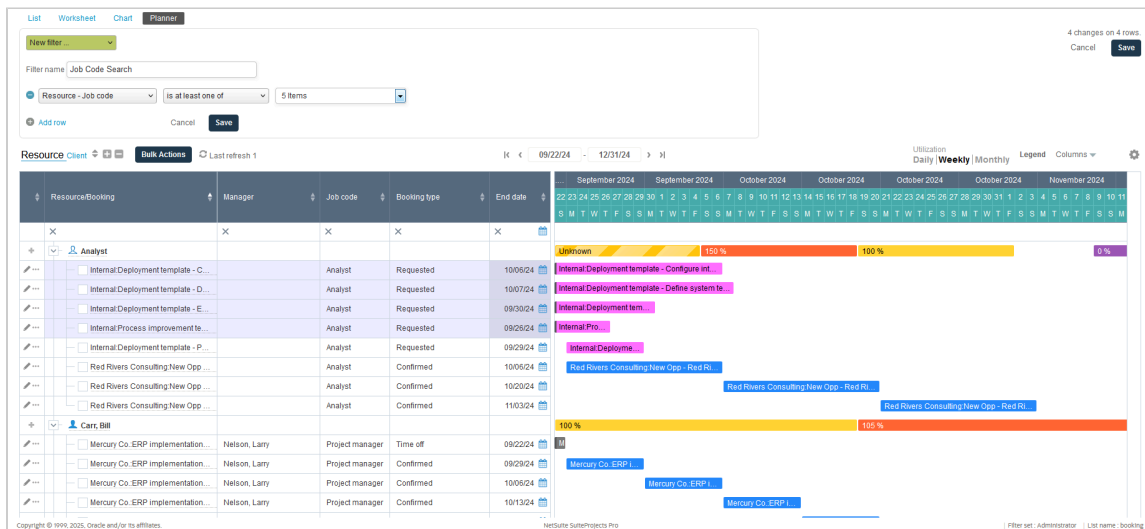 List Worksheet Chart Planner
New filter ...
4 changes on 4 rows.
Cancel Save
Filter name Job Code Search
Resource - Job code is at least one of 5 Items
Add row Cancel Save
Resource Client Bulk Actions Last refresh 1 09/22/24 - 12/31/24 Utilization Daily Weekly Monthly Legend Columns
... September 2024 September 2024 October 2024 October 2024 October 2024 October 2024 November 2024
Resource/Booking Manager Job code Booking type End date
22 23 24 25 26 27 28 29 30 1 2 3 4 5 6 7 8 9 10 11 12 13 14 15 16 17 18 19 20 21 22 23 24 25 26 27 28 29 30 31 1 2 3 4 5 6 7 8 9 10 11
S M T W T F S S M T W T F S S M T W T F S S M T W T F S S M T W T F S S M T W T F S S M T W T F S S M
Analyst Unknown 150 % 100 % 0 %
Internal:Deployment template - C... Analyst Requested 10/06/24 Internal:Deployment template - Configure int...
Internal:Deployment template - D... Analyst Requested 10/07/24 Internal:Deployment template - Define system te...
Internal:Deployment template - E... Analyst Requested 09/30/24 Internal:Deployment tem...
Internal:Process improvement te... Analyst Requested 09/26/24 Internal:Pro...
Internal:Deployment template - P... Analyst Requested 09/29/24 Internal:Deployme...
Red Rivers Consulting:New Opp ... Analyst Confirmed 10/06/24 Red Rivers Consulting:New Opp - Red Ri...
Red Rivers Consulting:New Opp ... Analyst Confirmed 10/20/24 Red Rivers Consulting:New Opp - Red Ri...
Red Rivers Consulting:New Opp ... Analyst Confirmed 11/03/24 Red Rivers Consulting:New Opp - Red Ri...
Carr, Bill 100 % 105 %
Mercury Co.:ERP implementation... Nelson, Larry Project manager Time off 09/22/24 M
Mercury Co.:ERP implementation... Nelson, Larry Project manager Confirmed 09/29/24 Mercury Co.:ERP i...
Mercury Co.:ERP implementation... Nelson, Larry Project manager Confirmed 10/06/24 Mercury Co.:ERP i...
Mercury Co.:ERP implementation... Nelson, Larry Project manager Confirmed 10/13/24 Mercury Co.:ERP i...
Copyright © 1999, 2025, Oracle and/or its affiliates. NetSuite SuiteProjects Pro | Filter set : Administrator | List name : booking